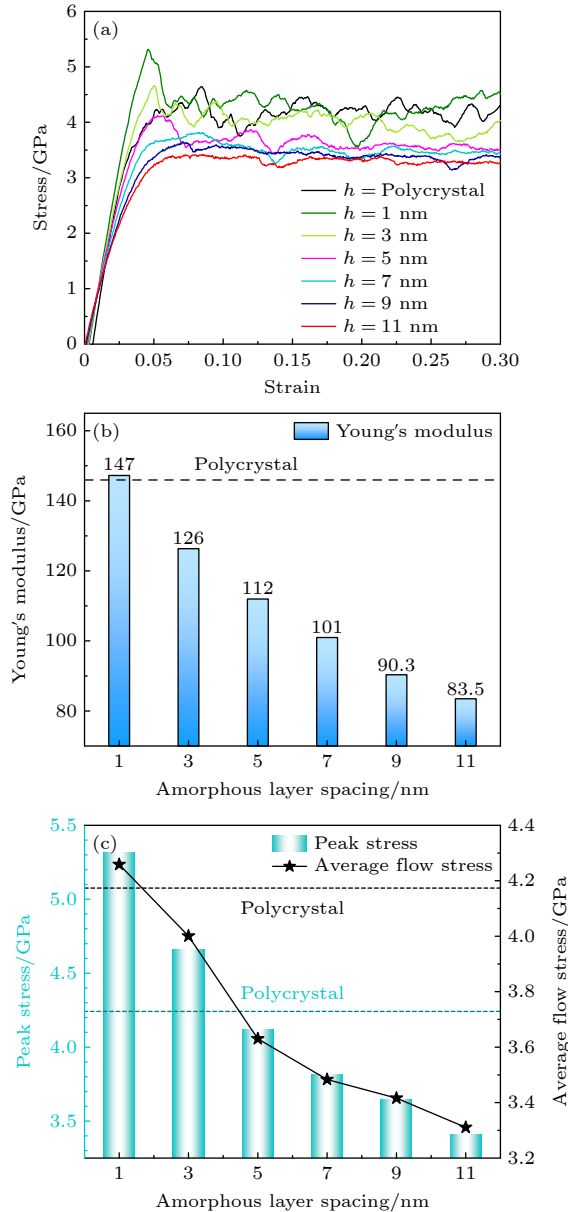 (a)
6
5
4
3
2
1
0
Stress/GPa
h = Polycrystal
h = 1 nm
h = 3 nm
h = 5 nm
h = 7 nm
h = 9 nm
h = 11 nm
0 0.05 0.10 0.15 0.20 0.25 0.30
Strain
(b)
Young's modulus
160
140
120
100
80
Young's modulus/GPa
Polycrystal
147
126
112
101
90.3
83.5
1 3 5 7 9 11
Amorphous layer spacing/nm
(c)
Peak stress
Average flow stress
5.5
5.0
4.5
4.0
3.5
Peak stress/GPa
Polycrystal
Polycrystal
4.4
4.2
4.0
3.8
3.6
3.4
3.2
Average flow stress/GPa
1 3 5 7 9 11
Amorphous layer spacing/nm